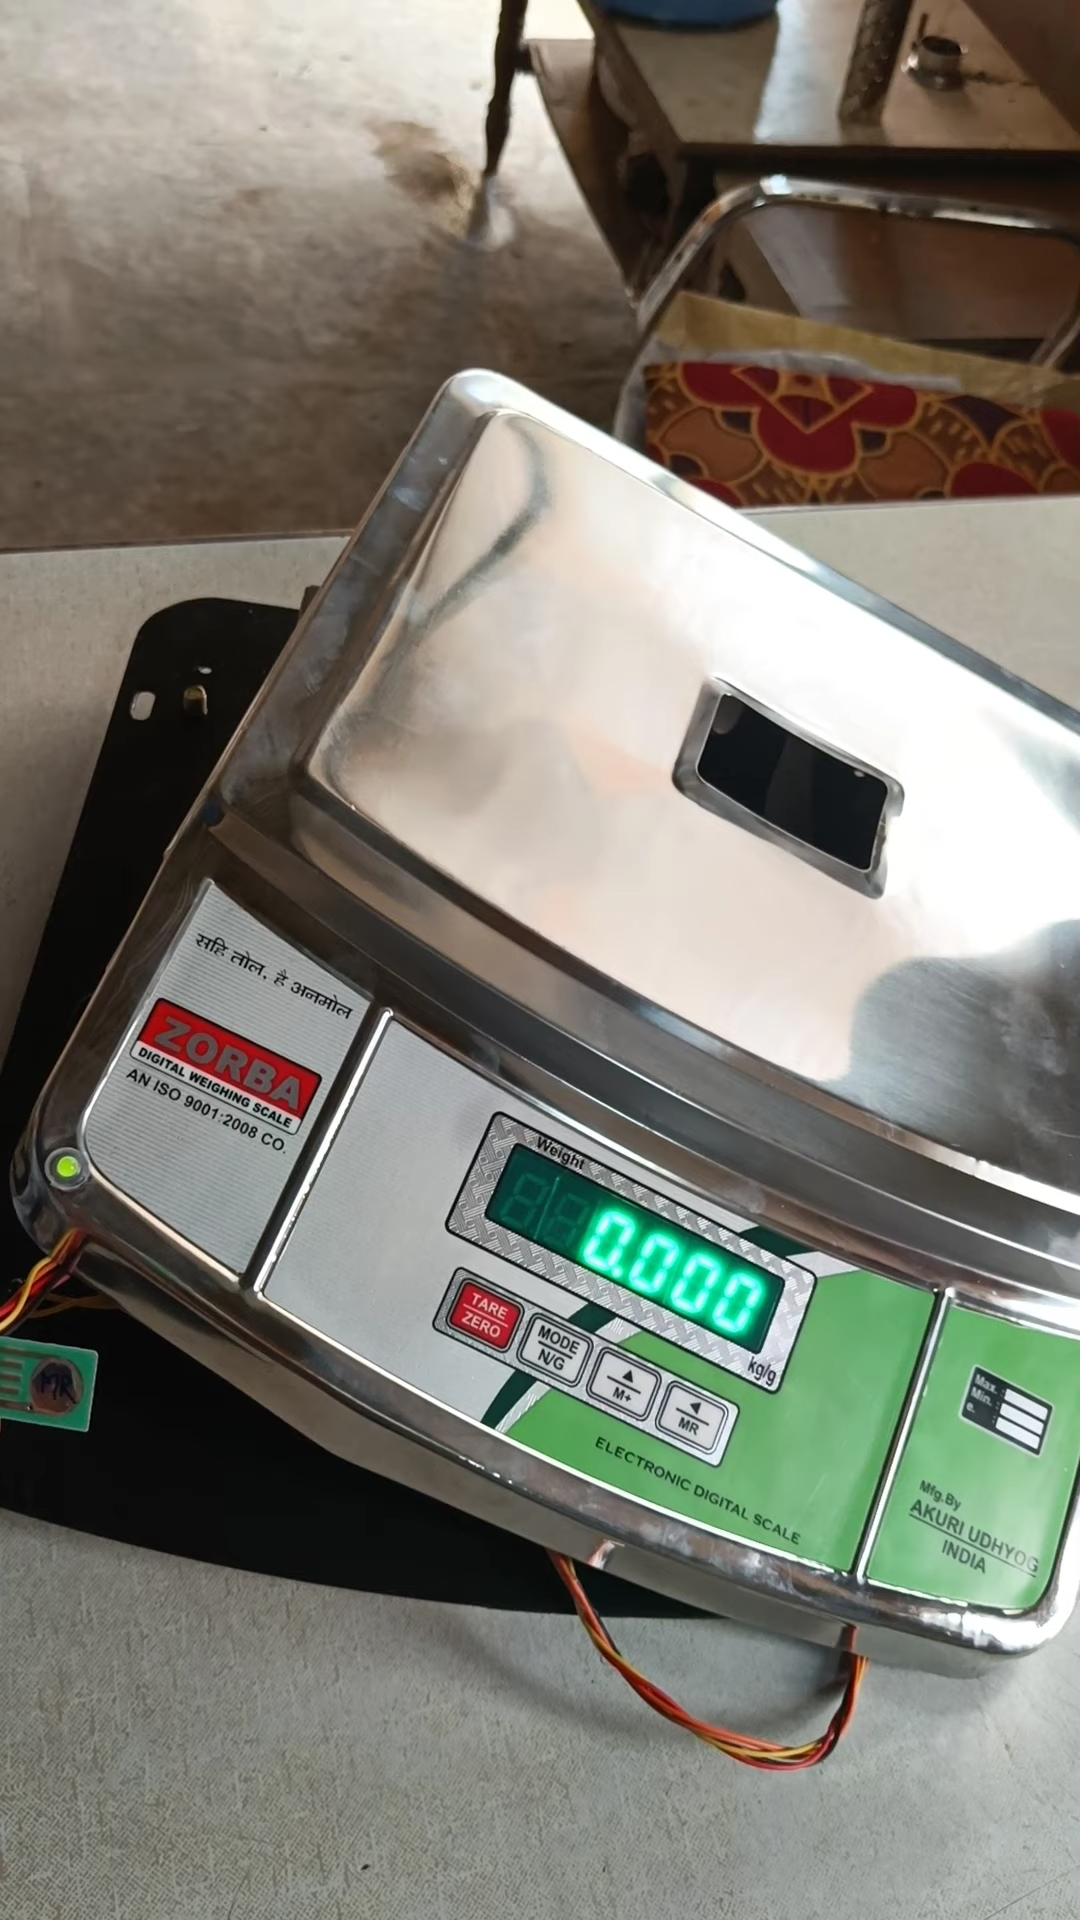 सहि तोल, है अनमोल
ZORBA
DIGITAL WEIGHING SCALE
AN ISO 9001:2008 CO.
Weight
0.000
kg/g
TARE
ZERO
MODE
N/G
M+
MR
ELECTRONIC DIGITAL SCALE
Max. :
Min. :
e. :
Mfg.By
AKURI UDHYOG
INDIA
MR